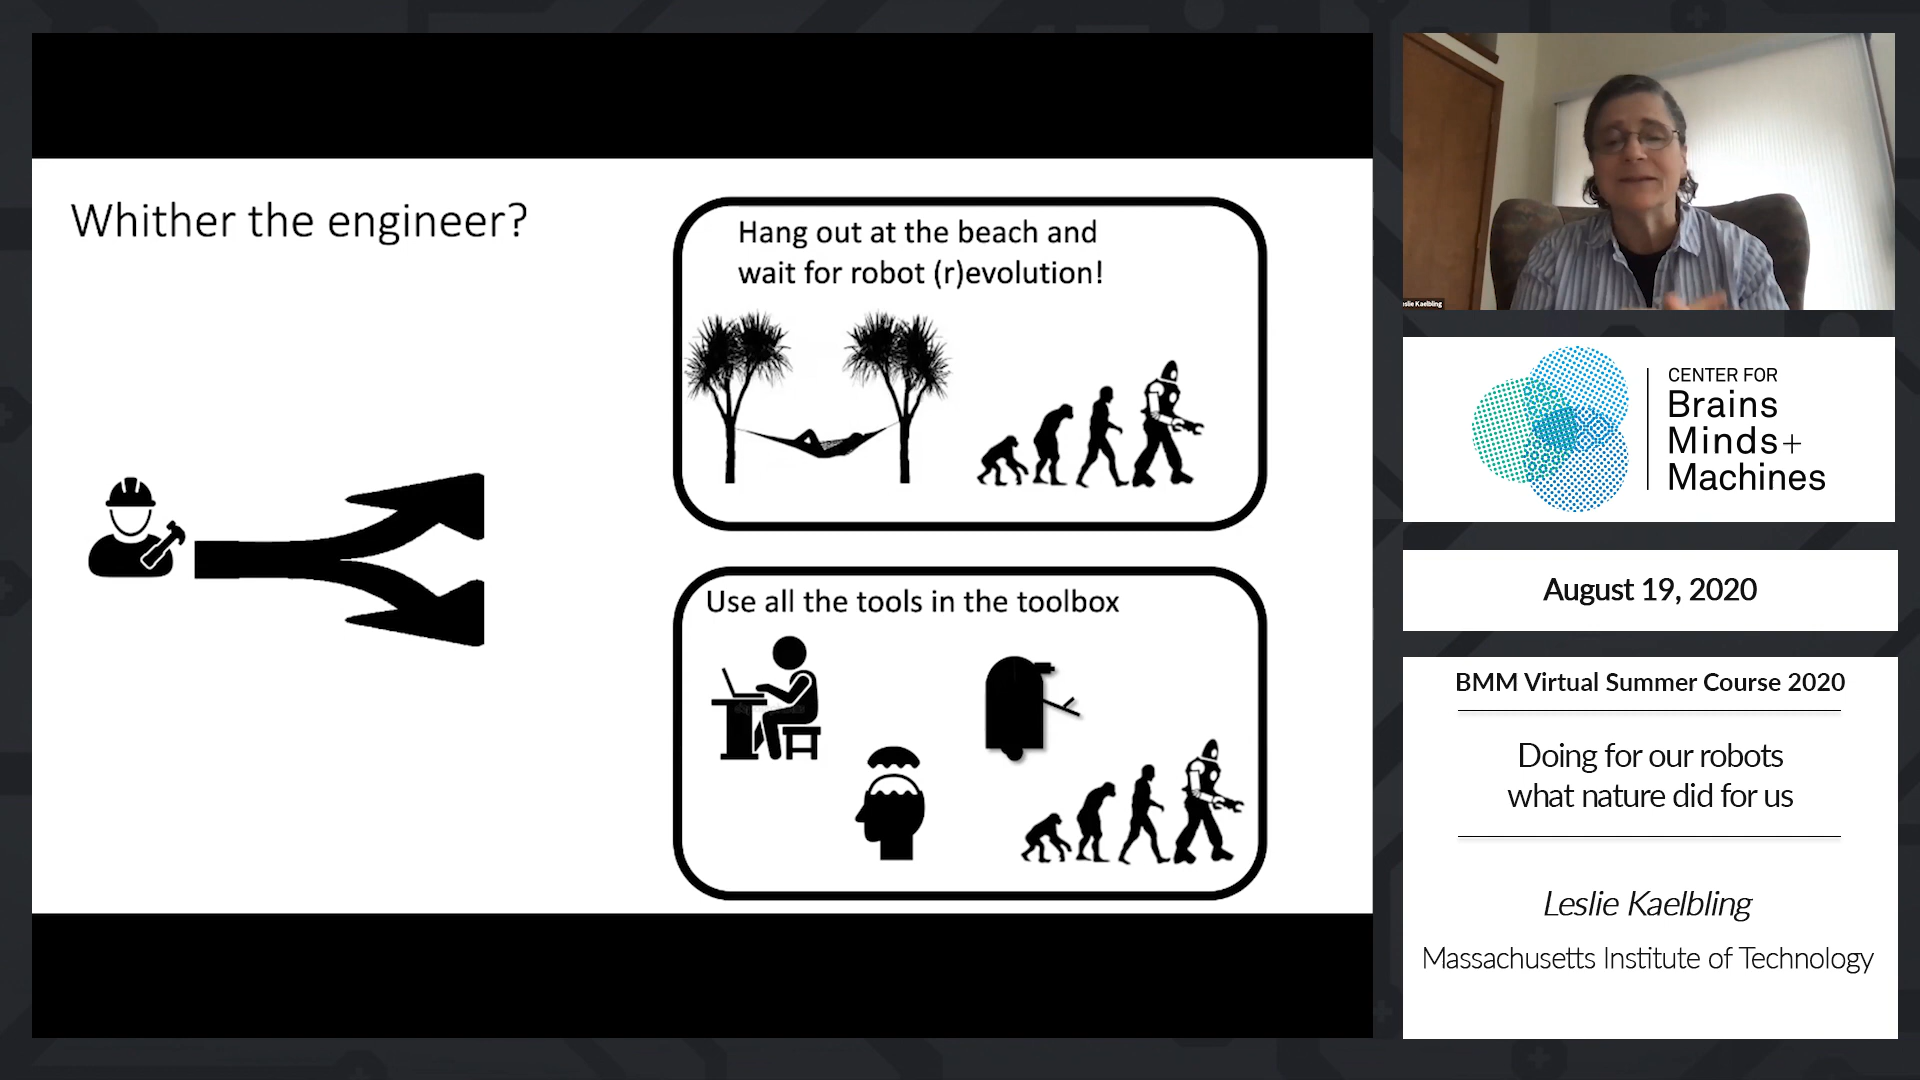 Whither the engineer?
Hang out at the beach and
wait for robot (r)evolution!
Use all the tools in the toolbox
Leslie Kaelbling
CENTER FOR
Brains
Minds+
Machines
August 19, 2020
BMM Virtual Summer Course 2020
Doing for our robots
what nature did for us
Leslie Kaelbling
Massachusetts Institute of Technology